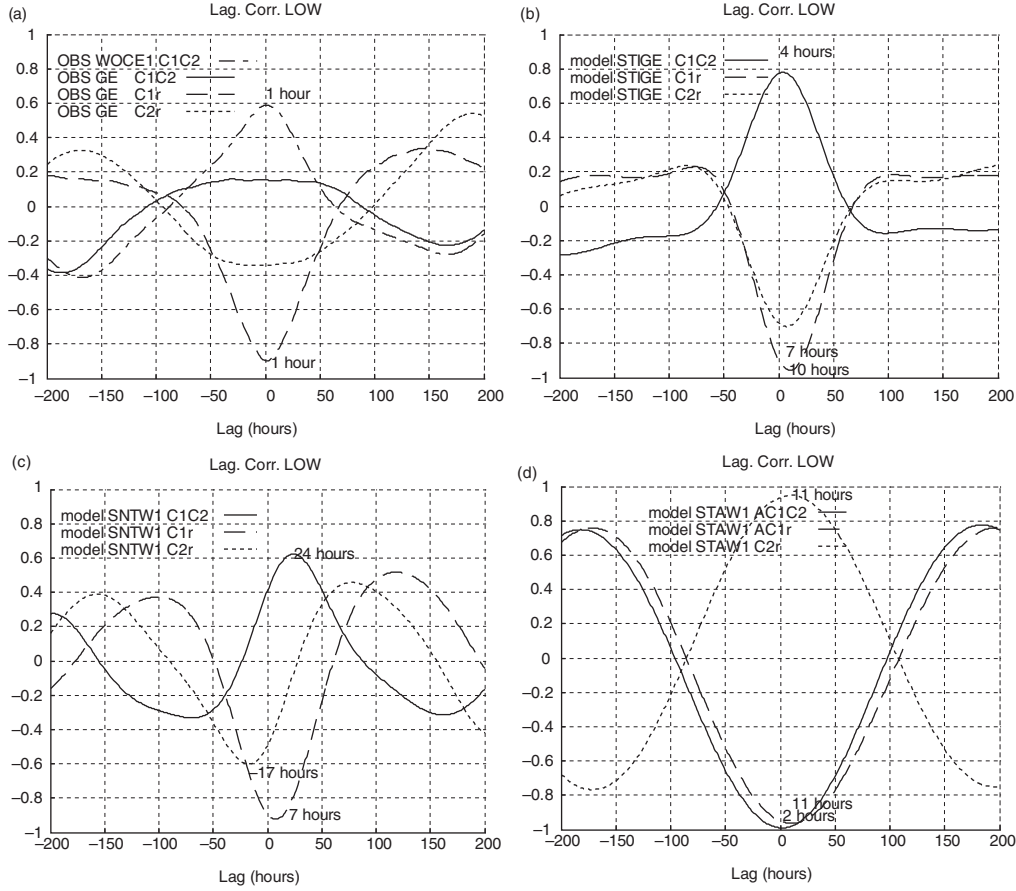 (a)
Lag. Corr. LOW
1
0.8
0.6
0.4
0.2
0
−0.2
−0.4
−0.6
−0.8
−1
OBS WOCE1 C1C2
OBS GE C1C2
OBS GE C1r
OBS GE C2r
1 hour
1 hour
−200 −150 −100 −50 0 50 100 150 200
Lag (hours)
(b)
Lag. Corr. LOW
1
0.8
0.6
0.4
0.2
0
−0.2
−0.4
−0.6
−0.8
−1
model STIGE C1C2
model STIGE C1r
model STIGE C2r
4 hours
7 hours
10 hours
−200 −150 −100 −50 0 50 100 150 200
Lag (hours)
(c)
Lag. Corr. LOW
1
0.8
0.6
0.4
0.2
0
−0.2
−0.4
−0.6
−0.8
−1
model SNTW1 C1C2
model SNTW1 C1r
model SNTW1 C2r
24 hours
−17 hours
7 hours
−200 −150 −100 −50 0 50 100 150 200
Lag (hours)
(d)
Lag. Corr. LOW
1
0.8
0.6
0.4
0.2
0
−0.2
−0.4
−0.6
−0.8
−1
model STAW1 AC1C2
model STAW1 AC1r
model STAW1 C2r
11 hours
11 hours
2 hours
−200 −150 −100 −50 0 50 100 150 200
Lag (hours)